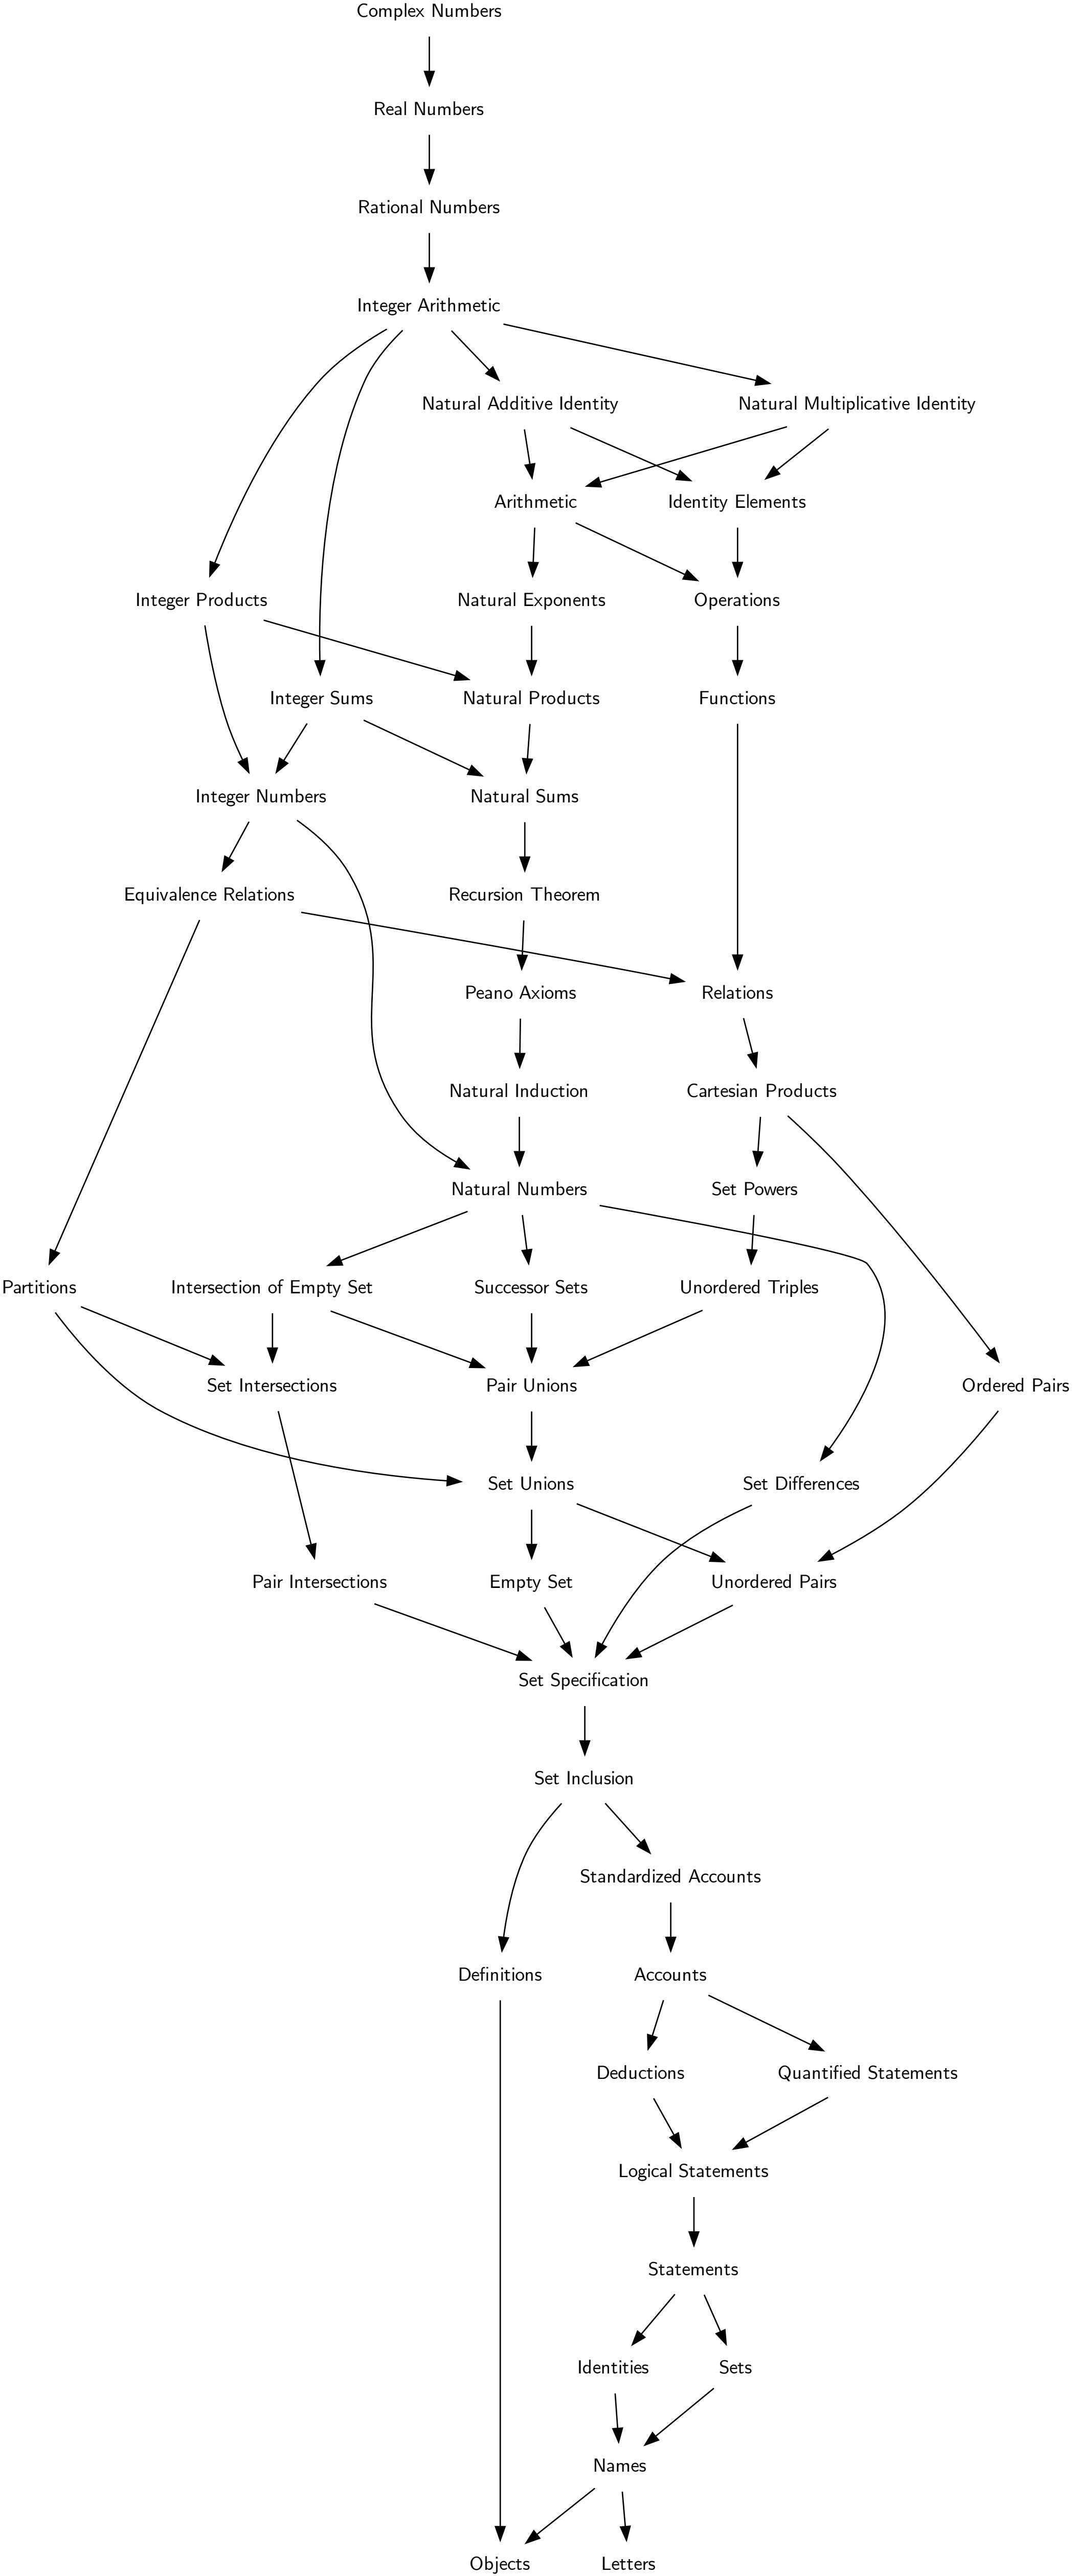 Complex Numbers
Real Numbers
Rational Numbers
Integer Arithmetic
Natural Additive Identity
Natural Multiplicative Identity
Arithmetic
Identity Elements
Integer Products
Natural Exponents
Operations
Integer Sums
Natural Products
Functions
Integer Numbers
Natural Sums
Equivalence Relations
Recursion Theorem
Peano Axioms
Relations
Natural Induction
Cartesian Products
Natural Numbers
Set Powers
Partitions
Intersection of Empty Set
Successor Sets
Unordered Triples
Set Intersections
Pair Unions
Ordered Pairs
Set Unions
Set Differences
Pair Intersections
Empty Set
Unordered Pairs
Set Specification
Set Inclusion
Standardized Accounts
Definitions
Accounts
Deductions
Quantified Statements
Logical Statements
Statements
Identities
Sets
Names
Objects
Letters